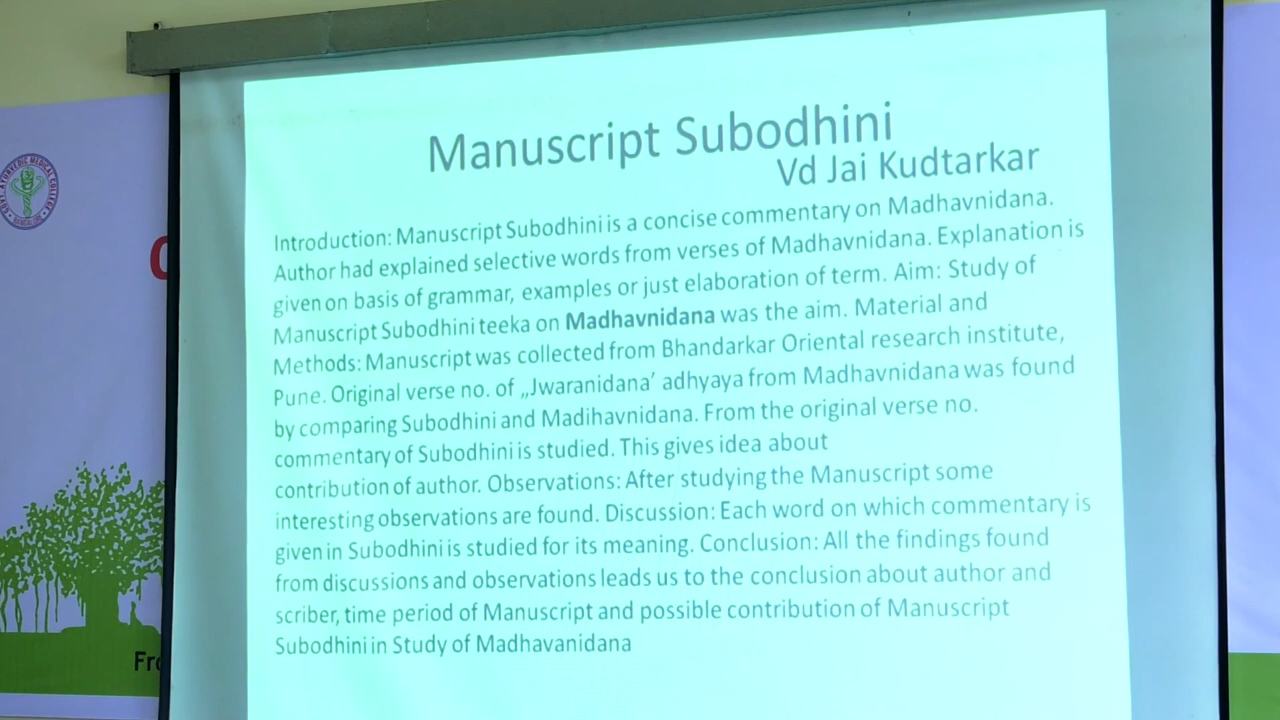 Manuscript Subodhini
Vd Jai Kudtarkar
Introduction: Manuscript Subodhini is a concise commentary on Madhavnidana.
Author had explained selective words from verses of Madhavnidana. Explanation is
given on basis of grammar, examples or just elaboration of term. Aim: Study of
Manuscript Subodhini teeka on Madhavnidana was the aim. Material and
Methods: Manuscript was collected from Bhandarkar Oriental research institute,
Pune. Original verse no. of „Jwaranidana’ adhyaya from Madhavnidana was found
by comparing Subodhini and Madihavnidana. From the original verse no.
commentary of Subodhini is studied. This gives idea about
contribution of author. Observations: After studying the Manuscript some
interesting observations are found. Discussion: Each word on which commentary is
given in Subodhini is studied for its meaning. Conclusion: All the findings found
from discussions and observations leads us to the conclusion about author and
scriber, time period of Manuscript and possible contribution of Manuscript
Subodhini in Study of Madhavanidana
GOVT. AYURVEDIC MEDICAL COLLEGE